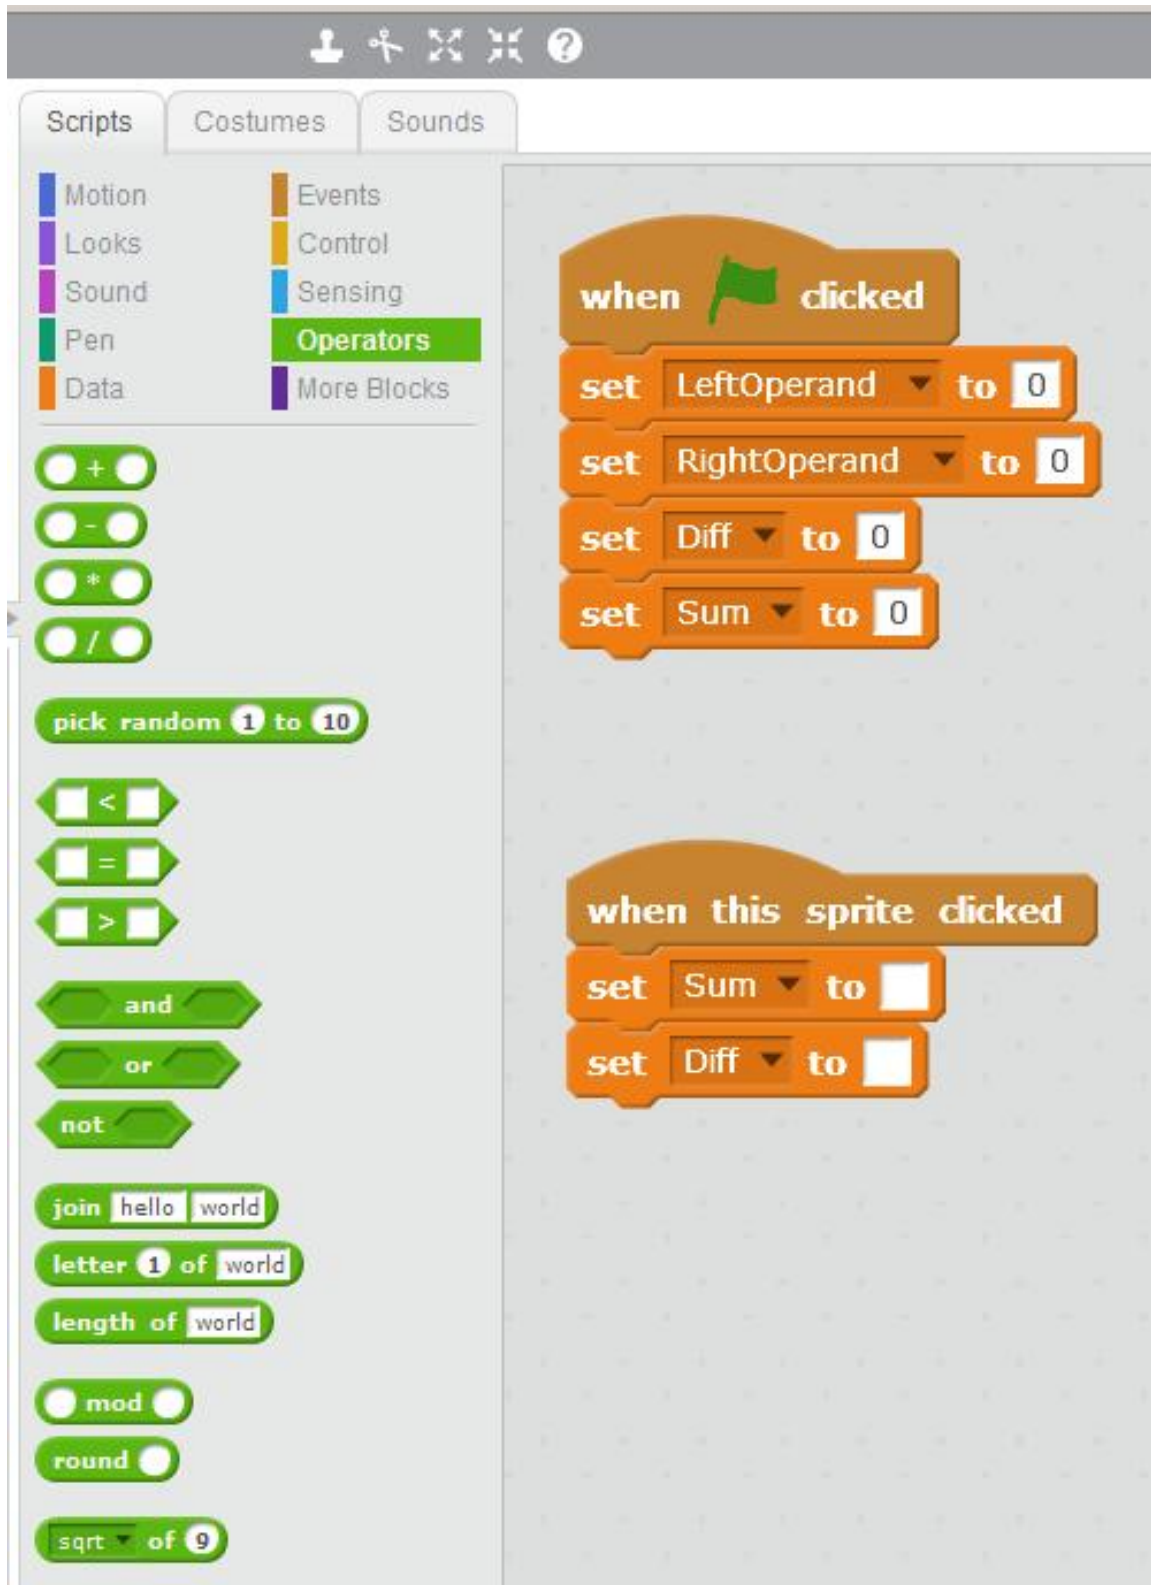 Scripts Costumes Sounds
Motion Events
Looks Control
Sound Sensing
Pen Operators
Data More Blocks
+
-
*
/
pick random 1 to 10
<
=
>
and
or
not
join hello world
letter 1 of world
length of world
mod
round
sqrt of 9
when clicked
set LeftOperand to 0
set RightOperand to 0
set Diff to 0
set Sum to 0
when this sprite clicked
set Sum to
set Diff to